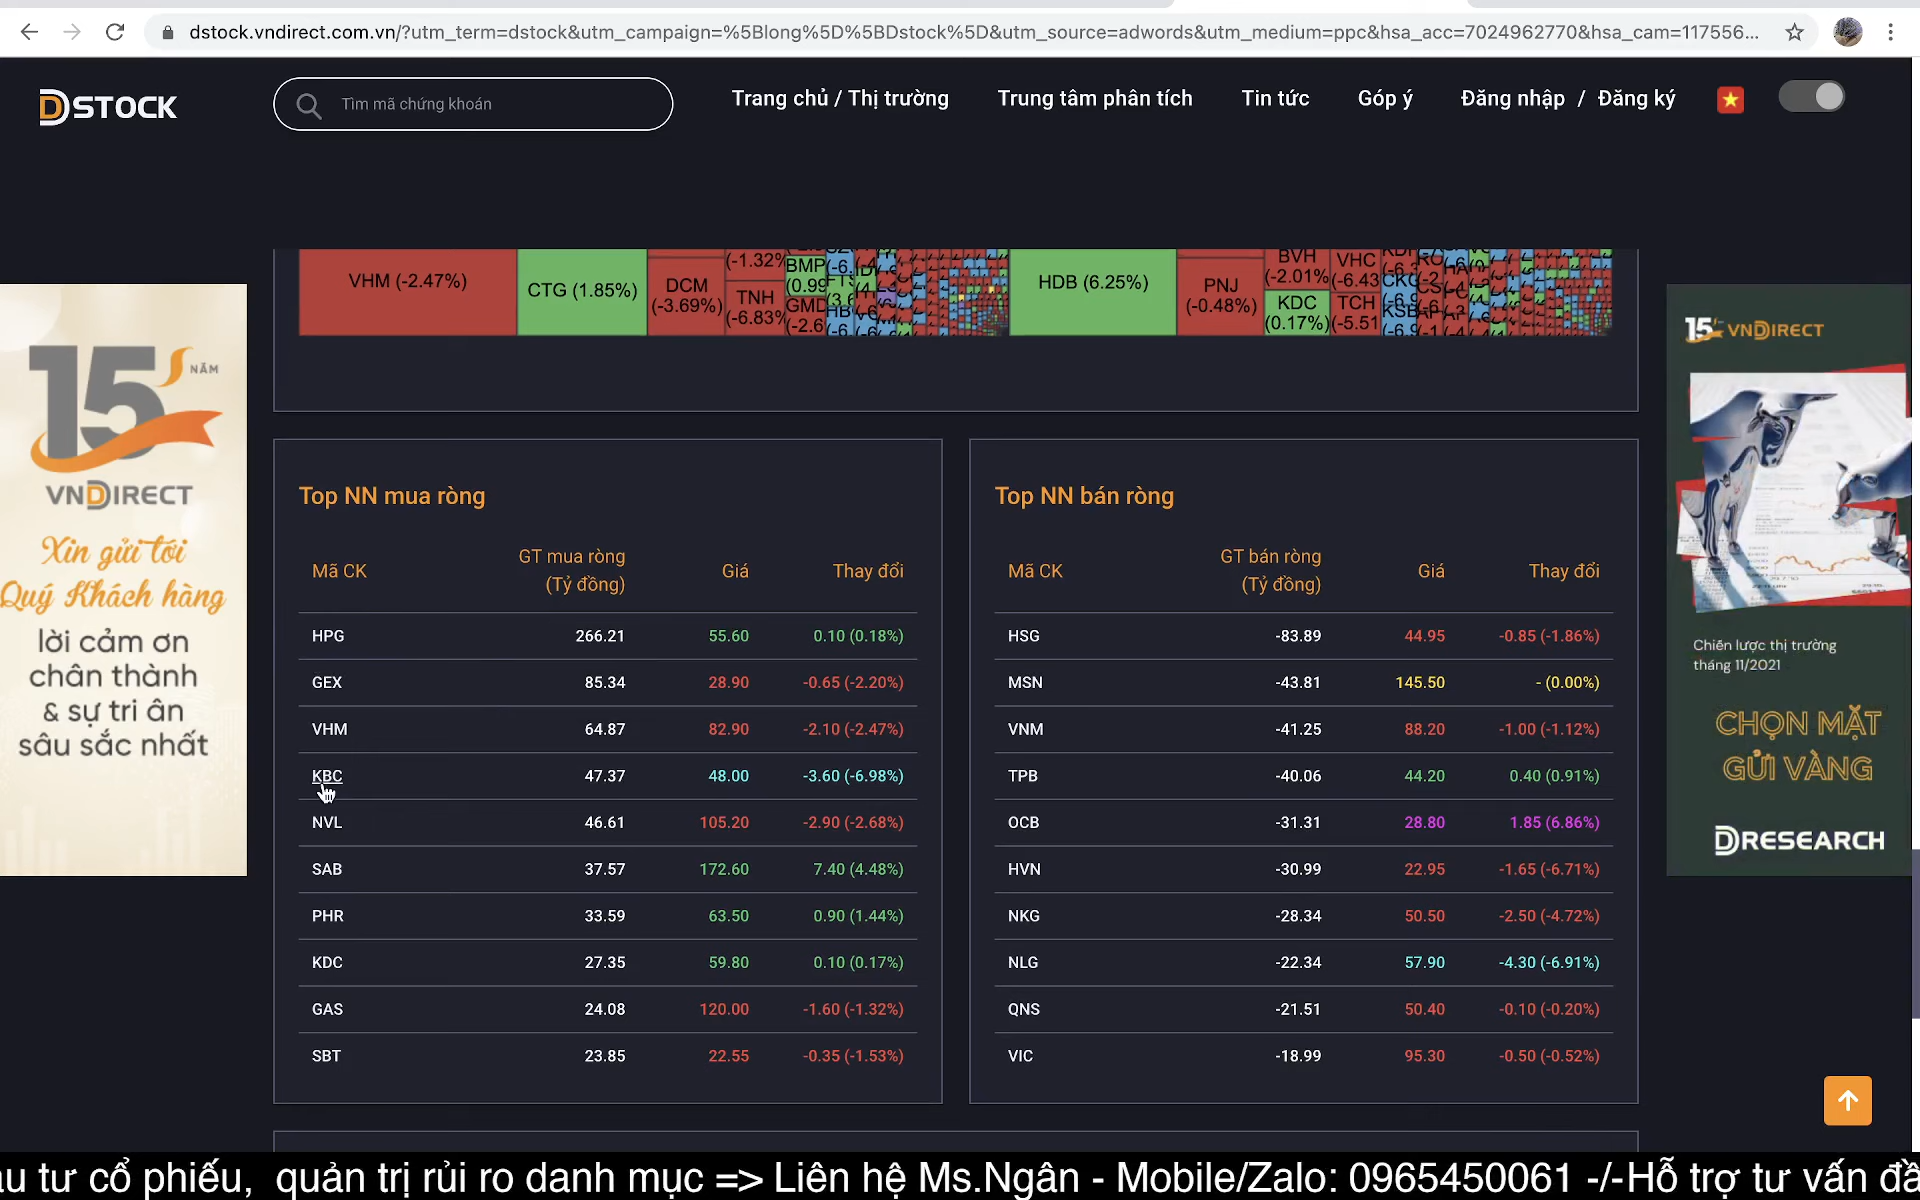 dstock.vndirect.com.vn/?utm_term=dstock&utm_campaign=%5Blong%5D%5BDstock%5D&utm_source=adwords&utm_medium=ppc&hsa_acc=7024962770&hsa_cam=117556...
DSTOCK
Tìm mã chứng khoán
Trang chủ / Thị trường
Trung tâm phân tích
Tin tức
Góp ý
Đăng nhập / Đăng ký
VHM (-2.47%)
CTG (1.85%)
DCM
(-3.69%)
(-1.32%
TNH
(-6.83%
BMP
(0.99
GMD
(-2.6
HDB (6.25%)
PNJ
(-0.48%)
BVH
(-2.01%)
KDC
(0.17%)
VHC
(-6.43
TCH
(-5.51
15 NĂM
VNDIRECT
Xin gửi tới
Quý Khách hàng
lời cảm ơn
chân thành
& sự tri ân
sâu sắc nhất
Top NN mua ròng
Mã CK GT mua ròng (Tỷ đồng) Giá Thay đổi
HPG 266.21 55.60 0.10 (0.18%)
GEX 85.34 28.90 -0.65 (-2.20%)
VHM 64.87 82.90 -2.10 (-2.47%)
KBC 47.37 48.00 -3.60 (-6.98%)
NVL 46.61 105.20 -2.90 (-2.68%)
SAB 37.57 172.60 7.40 (4.48%)
PHR 33.59 63.50 0.90 (1.44%)
KDC 27.35 59.80 0.10 (0.17%)
GAS 24.08 120.00 -1.60 (-1.32%)
SBT 23.85 22.55 -0.35 (-1.53%)
Top NN bán ròng
Mã CK GT bán ròng (Tỷ đồng) Giá Thay đổi
HSG -83.89 44.95 -0.85 (-1.86%)
MSN -43.81 145.50 - (0.00%)
VNM -41.25 88.20 -1.00 (-1.12%)
TPB -40.06 44.20 0.40 (0.91%)
OCB -31.31 28.80 1.85 (6.86%)
HVN -30.99 22.95 -1.65 (-6.71%)
NKG -28.34 50.50 -2.50 (-4.72%)
NLG -22.34 57.90 -4.30 (-6.91%)
QNS -21.51 50.40 -0.10 (-0.20%)
VIC -18.99 95.30 -0.50 (-0.52%)
15 VNDIRECT
Chiến lược thị trường
tháng 11/2021
CHỌN MẶT
GỬI VÀNG
DRESEARCH
tư cổ phiếu, quản trị rủi ro danh mục => Liên hệ Ms.Ngân - Mobile/Zalo: 0965450061 -/-Hỗ trợ tư vấn